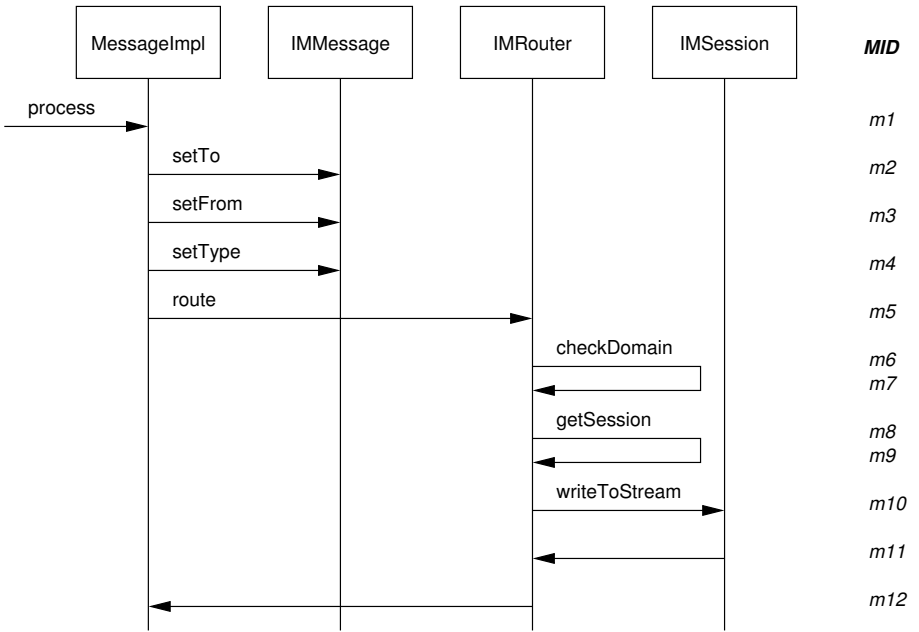 MessageImpl IMMessage IMRouter IMSession MID
process m1
setTo m2
setFrom m3
setType m4
route m5
checkDomain m6
m7
getSession m8
m9
writeToStream m10
m11
m12